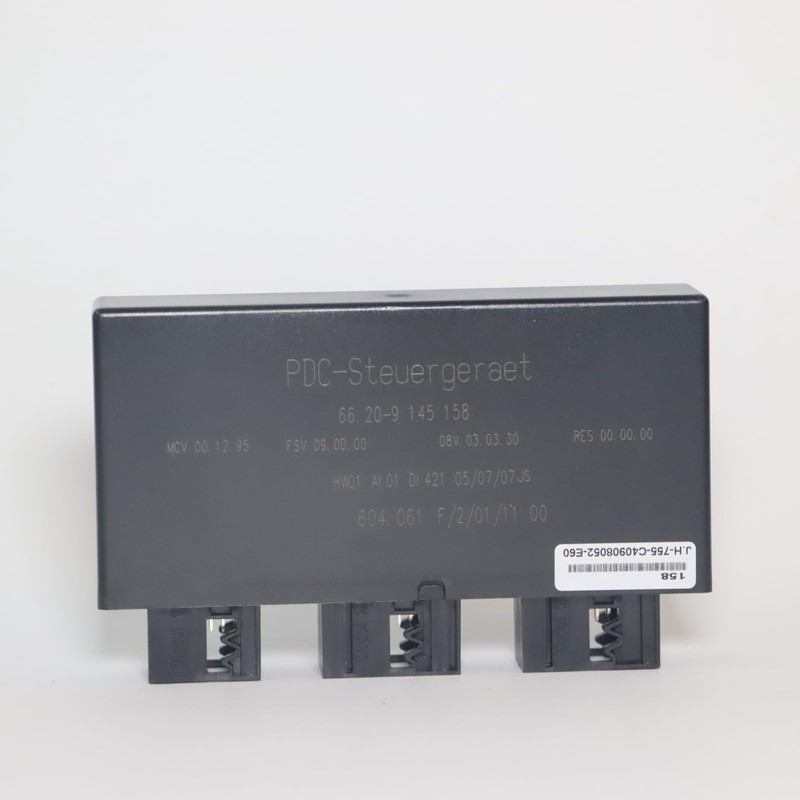 PDC-Steuergeraet
66.20-9 145 158
MCV 00.12.95 FSV 09.0D.00 08V.03.03.30 RES 00.00.00
HW01 AI 01 DI 421 05/07/07JS
604.061 F/2/01/11 00
158
J.H-755-C40908052-E60